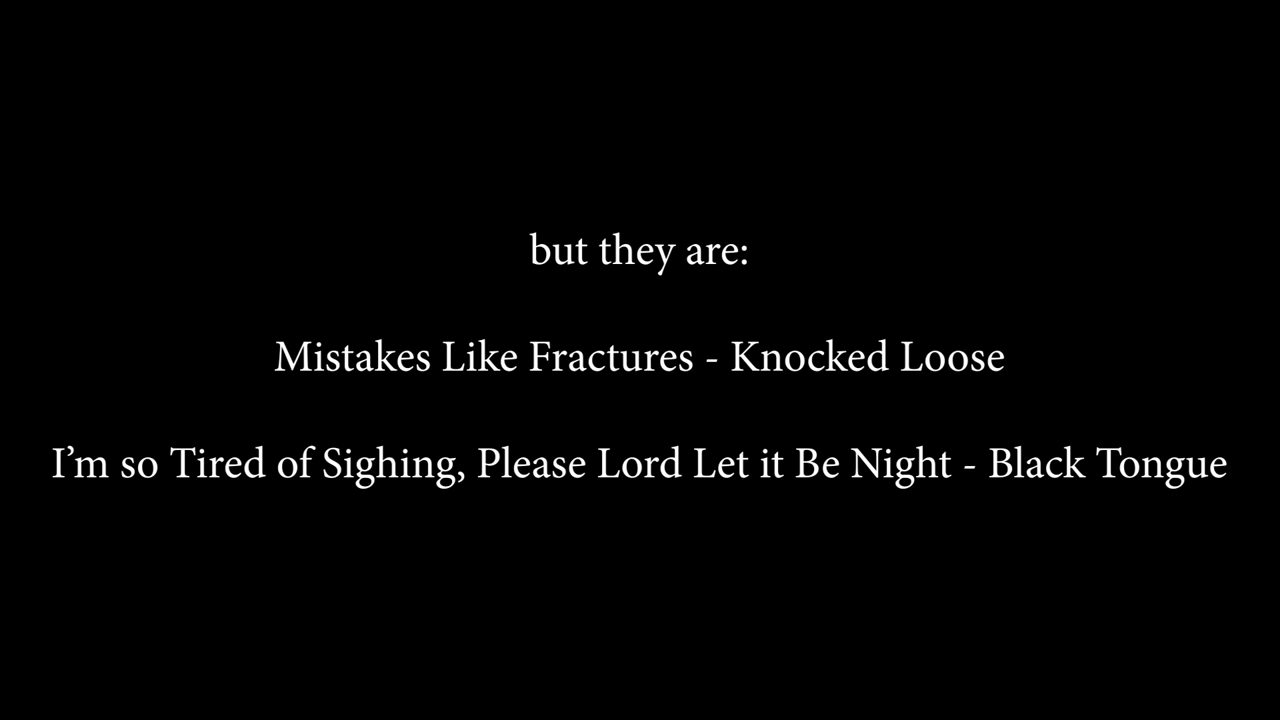 but they are:
Mistakes Like Fractures - Knocked Loose
I’m so Tired of Sighing, Please Lord Let it Be Night - Black Tongue